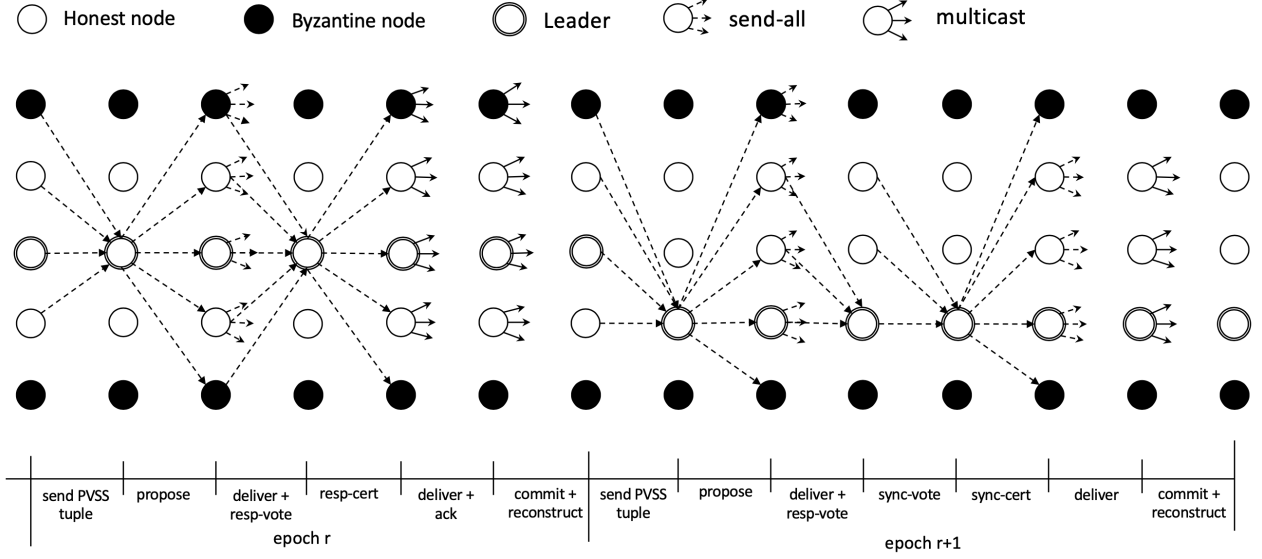 Honest node
Byzantine node
Leader
send-all
multicast
send PVSS
tuple
propose
deliver +
resp-vote
resp-cert
deliver +
ack
commit +
reconstruct
send PVSS
tuple
propose
deliver +
resp-vote
sync-vote
sync-cert
deliver
commit +
reconstruct
epoch r
epoch r+1